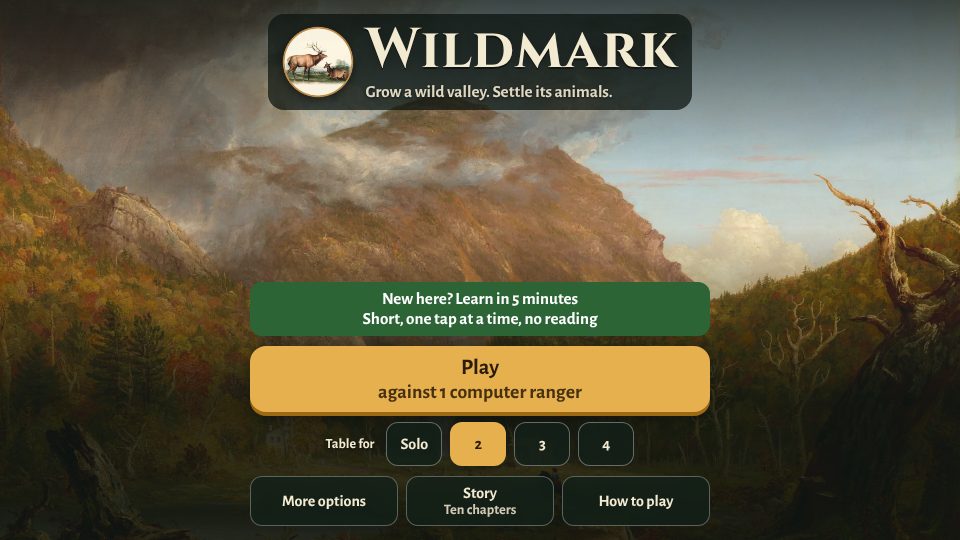 Wildmark
Grow a wild valley. Settle its animals.
New here? Learn in 5 minutes
Short, one tap at a time, no reading
Play
against 1 computer ranger
Table for
Solo
2
3
4
More options
Story
Ten chapters
How to play